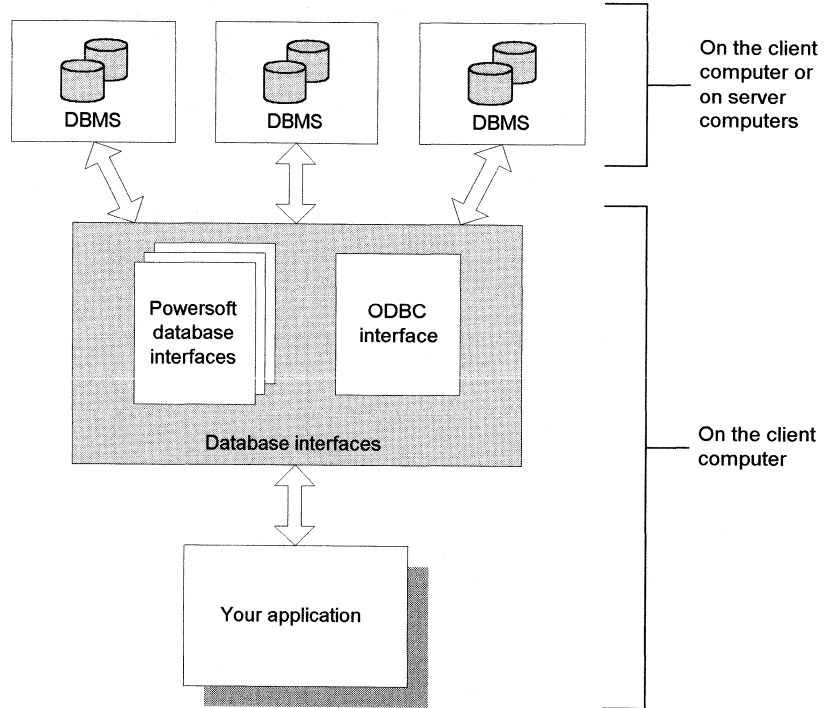 DBMS
DBMS
DBMS
On the client
computer or
on server
computers
Powersoft
database
interfaces
ODBC
interface
Database interfaces
On the client
computer
Your application